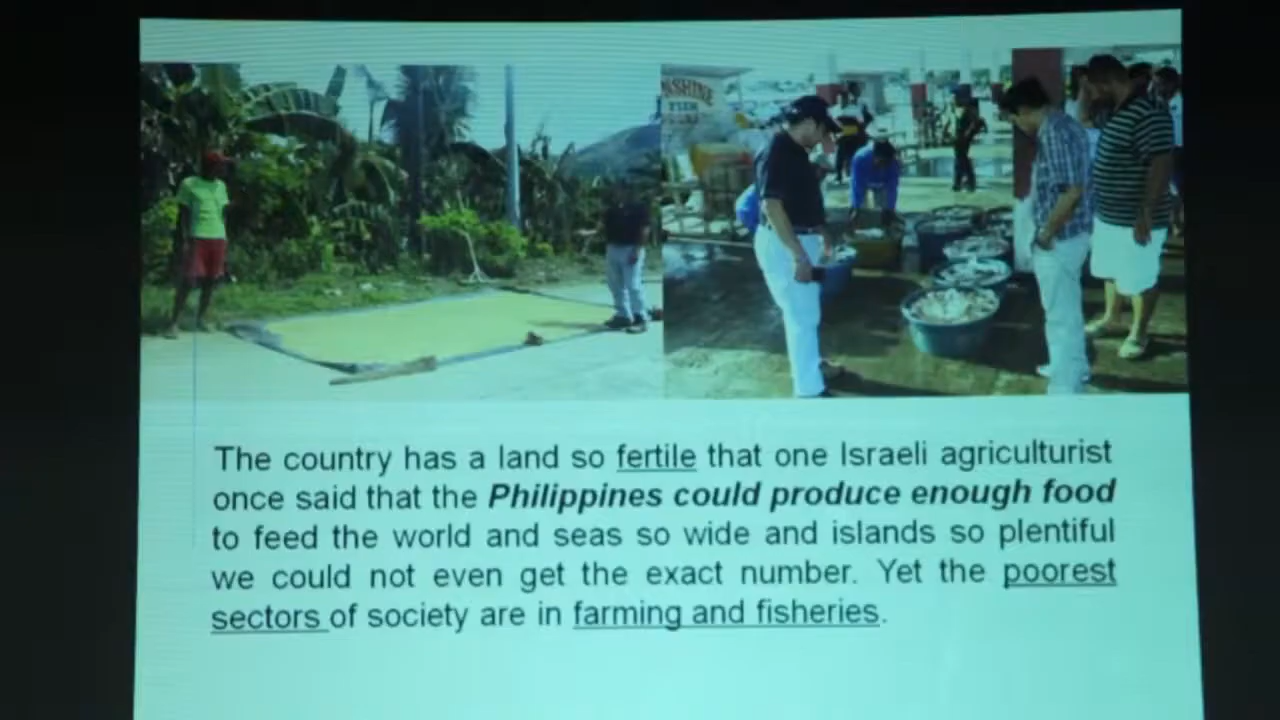 The country has a land so fertile that one Israeli agriculturist
once said that the Philippines could produce enough food
to feed the world and seas so wide and islands so plentiful
we could not even get the exact number. Yet the poorest
sectors of society are in farming and fisheries.